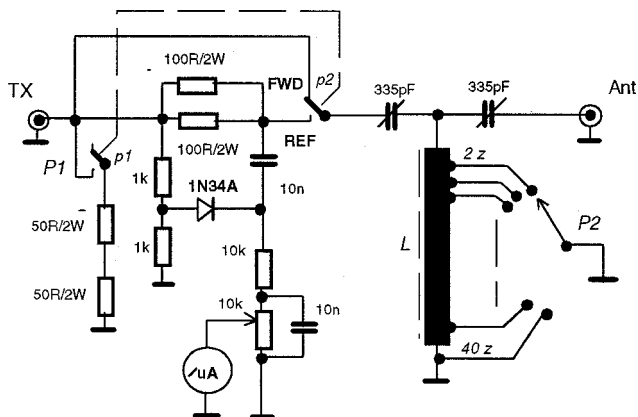 100R/2W
FWD
p2
335pF
335pF
Ant
TX
REF
P1
p1
100R/2W
2 z
1k
1N34A
10n
P2
50R/2W
1k
L
10k
50R/2W
10k
10n
40 z
uA